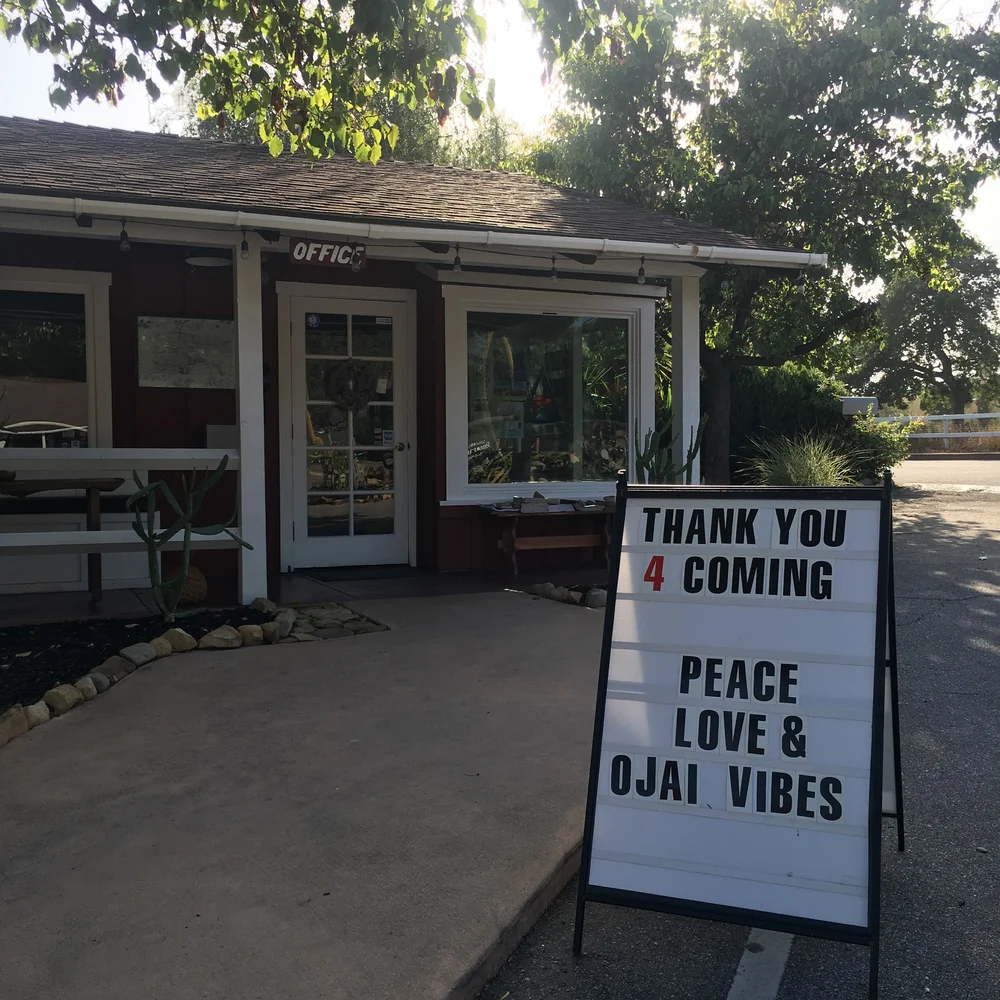 OFFICE
THANK YOU
4 COMING
PEACE
LOVE &
OJAI VIBES